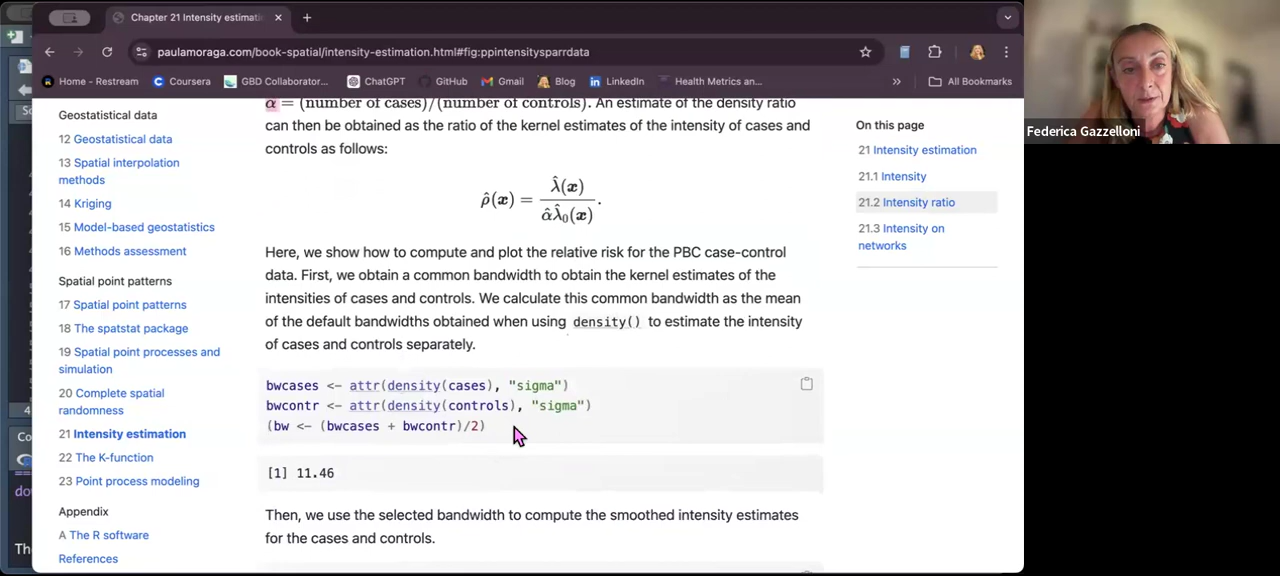 Chapter 21 Intensity estimati
paulamoraga.com/book-spatial/intensity-estimation.html#fig:ppintensitysparrdata
Home - Restream
Coursera
GBD Collaborator...
ChatGPT
GitHub
Gmail
Blog
LinkedIn
Health Metrics an...
»
All Bookmarks
Federica Gazzelloni
Geostatistical data
12 Geostatistical data
13 Spatial interpolation
methods
14 Kriging
15 Model-based geostatistics
16 Methods assessment
Spatial point patterns
17 Spatial point patterns
18 The spatstat package
19 Spatial point processes and
simulation
20 Complete spatial
randomness
21 Intensity estimation
22 The K-function
23 Point process modeling
Appendix
A The R software
References
α = (number of cases)/(number of controls). An estimate of the density ratio
can then be obtained as the ratio of the kernel estimates of the intensity of cases and
controls as follows:
ρ̂(x) = λ̂(x) / α̂λ̂₀(x) .
Here, we show how to compute and plot the relative risk for the PBC case-control
data. First, we obtain a common bandwidth to obtain the kernel estimates of the
intensities of cases and controls. We calculate this common bandwidth as the mean
of the default bandwidths obtained when using density() to estimate the intensity
of cases and controls separately.
bwcases <- attr(density(cases), "sigma")
bwcontr <- attr(density(controls), "sigma")
(bw <- (bwcases + bwcontr)/2)
[1] 11.46
Then, we use the selected bandwidth to compute the smoothed intensity estimates
for the cases and controls.
On this page
21 Intensity estimation
21.1 Intensity
21.2 Intensity ratio
21.3 Intensity on
networks
4
Co
do
Th